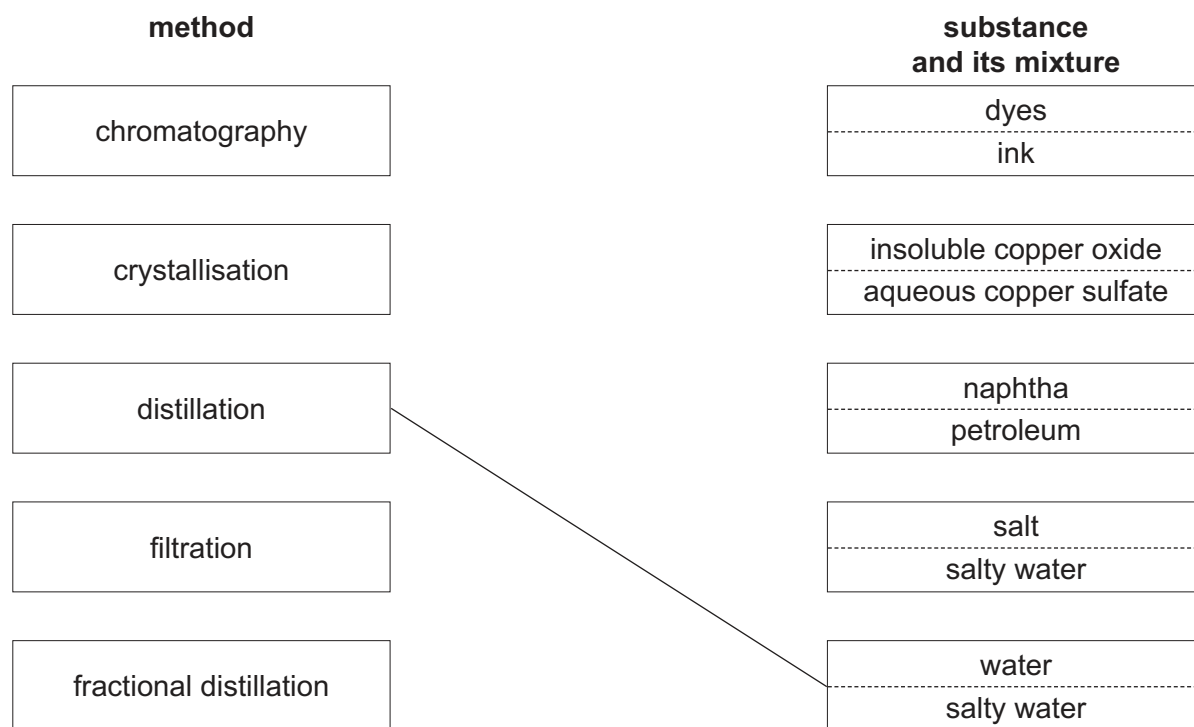 method
substance
and its mixture
chromatography
dyes
ink
crystallisation
insoluble copper oxide
aqueous copper sulfate
distillation
naphtha
petroleum
filtration
salt
salty water
fractional distillation
water
salty water